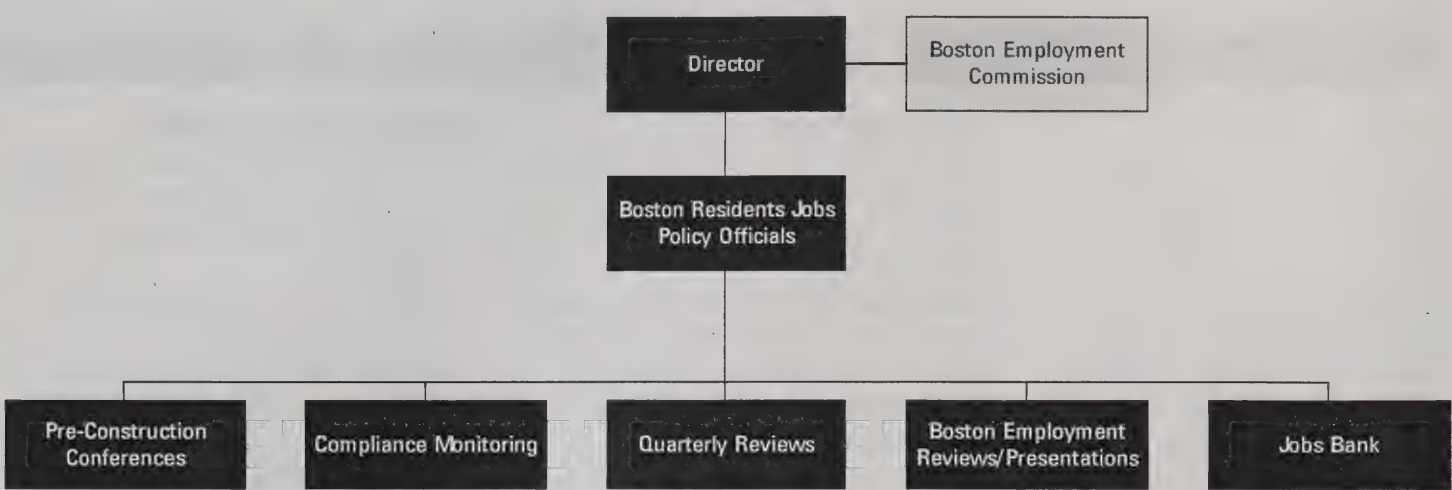 Director
Boston Employment
Commission
Boston Residents Jobs
Policy Officials
Pre-Construction
Conferences
Compliance Monitoring
Quarterly Reviews
Boston Employment
Reviews/Presentations
Jobs Bank